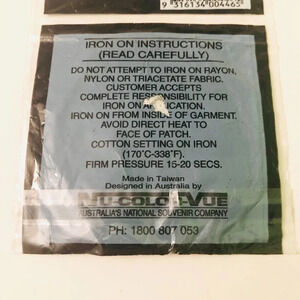 9 316134 004465
IRON ON INSTRUCTIONS
(READ CAREFULLY)
DO NOT ATTEMPT TO IRON ON RAYON,
NYLON OR TRIACETATE FABRIC.
CUSTOMER ACCEPTS
COMPLETE RESPONSIBILITY FOR
IRON ON APPLICATION.
IRON ON FROM INSIDE OF GARMENT.
AVOID DIRECT HEAT TO
FACE OF PATCH.
COTTON SETTING ON IRON
(170°C-338°F).
FIRM PRESSURE 15-20 SECS.
Made in Taiwan
Designed in Australia by
NU-COLOR-VUE
AUSTRALIA'S NATIONAL SOUVENIR COMPANY
PH: 1800 807 053